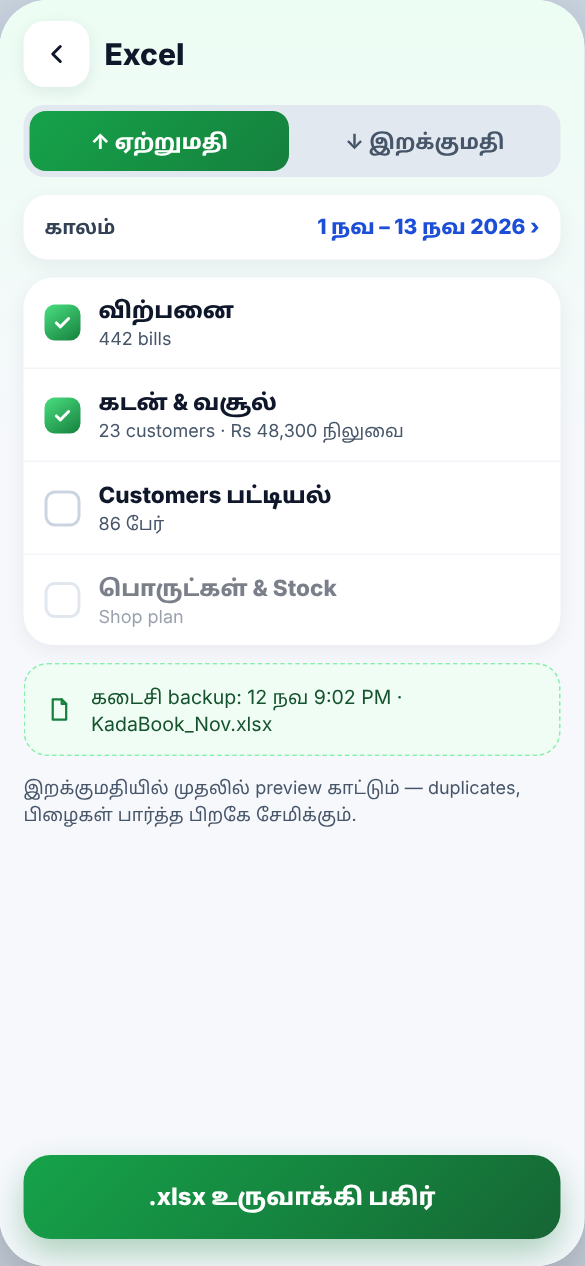 Excel
↑ ஏற்றுமதி
↓ இறக்குமதி
காலம்
1 நவ – 13 நவ 2026 ›
விற்பனை
442 bills
கடன் & வசூல்
23 customers · Rs 48,300 நிலுவை
Customers பட்டியல்
86 பேர்
பொருட்கள் & Stock
Shop plan
கடைசி backup: 12 நவ 9:02 PM ·
KadaBook_Nov.xlsx
இறக்குமதியில் முதலில் preview காட்டும் — duplicates,
பிழைகள் பார்த்த பிறகே சேமிக்கும்.
.xlsx உருவாக்கி பகிர்